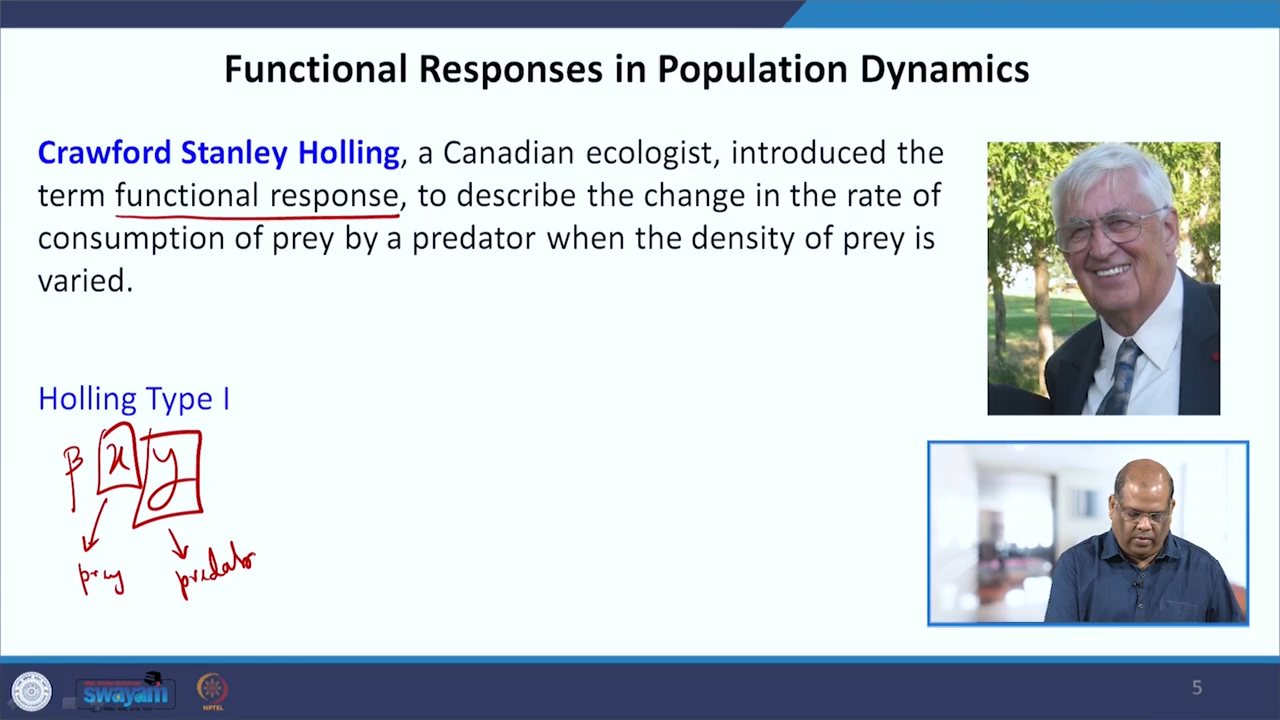 Functional Responses in Population Dynamics
Crawford Stanley Holling, a Canadian ecologist, introduced the
term functional response, to describe the change in the rate of
consumption of prey by a predator when the density of prey is
varied.
Holling Type I
β x y
prey predator
swayam
NPTEL
5